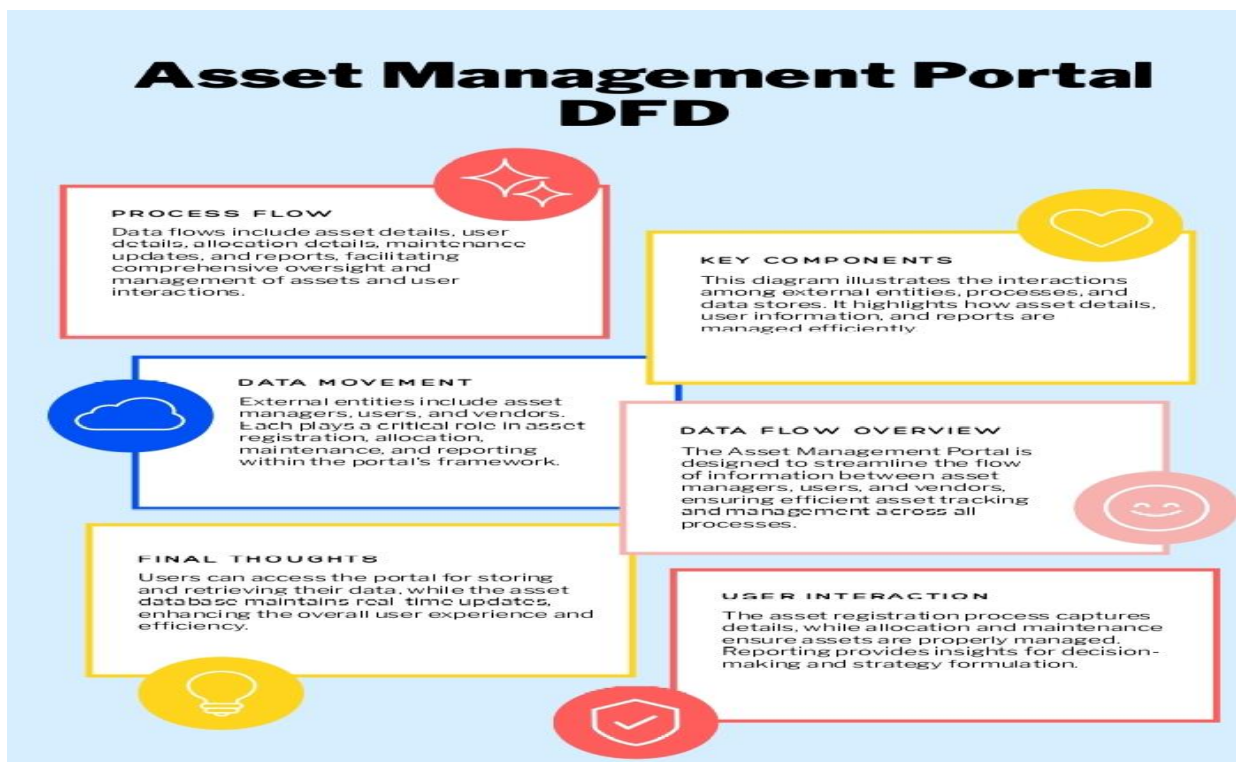 Asset Management Portal
DFD
PROCESS FLOW
Data flows include asset details, user
details, allocation details, maintenance
updates, and reports, facilitating
comprehensive oversight and
management of assets and user
interactions.
KEY COMPONENTS
This diagram illustrates the interactions
among external entities, processes, and
data stores. It highlights how asset details,
user information, and reports are
managed efficiently
DATA MOVEMENT
External entities include asset
managers, users, and vendors.
Each plays a critical role in asset
registration, allocation,
maintenance, and reporting
within the portal's framework.
DATA FLOW OVERVIEW
The Asset Management Portal is
designed to streamline the flow
of information between asset
managers, users, and vendors,
ensuring efficient asset tracking
and management across all
processes.
FINAL THOUGHTS
Users can access the portal for storing
and retrieving their data, while the asset
database maintains real-time updates,
enhancing the overall user experience and
efficiency.
USER INTERACTION
The asset registration process captures
details, while allocation and maintenance
ensure assets are properly managed.
Reporting provides insights for decision-
making and strategy formulation.